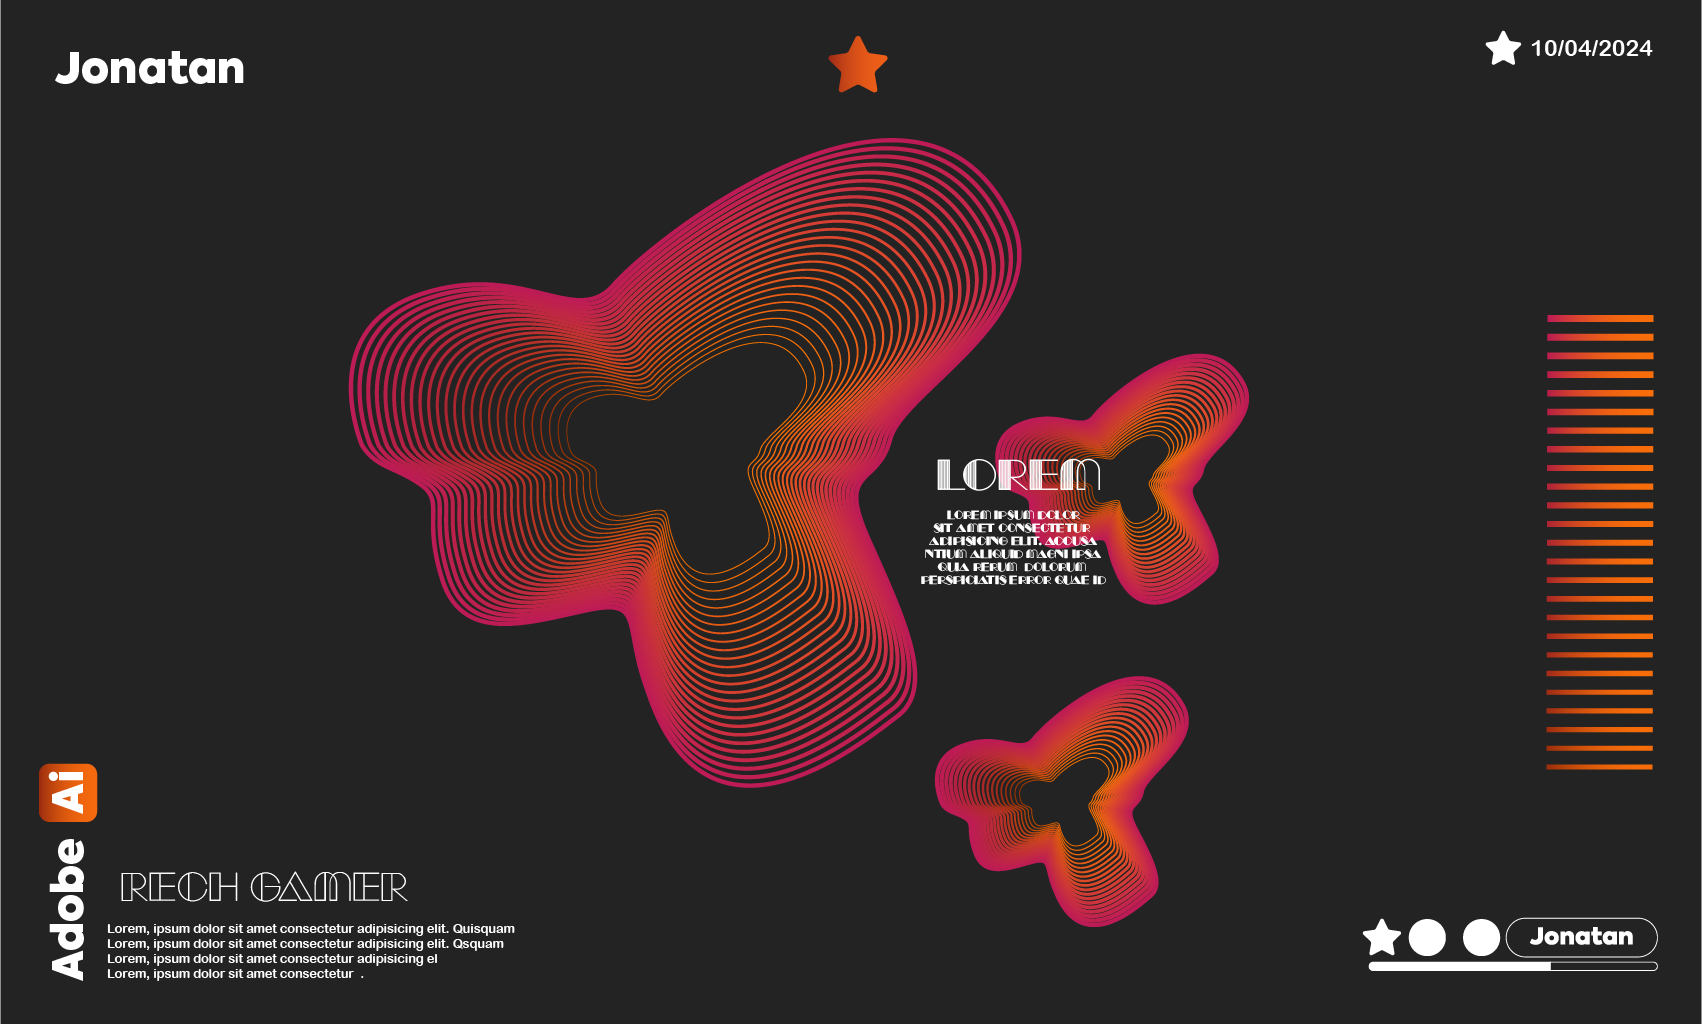 Jonatan
10/04/2024
LOREM
LOREM IPSUM DOLOR
SIT AMET CONSECTETUR
ADIPISICING ELIT. ACCUSA
NTIUM ALIQUID MAGNI IPSA
QUIA RERUM DOLORUM
PERSPICIATIS ERROR QUAE ID
Adobe Ai
RECH GAMER
Lorem, ipsum dolor sit amet consectetur adipisicing elit. Quisquam
Lorem, ipsum dolor sit amet consectetur adipisicing elit. Qsquam
Lorem, ipsum dolor sit amet consectetur adipisicing el
Lorem, ipsum dolor sit amet consectetur .
Jonatan